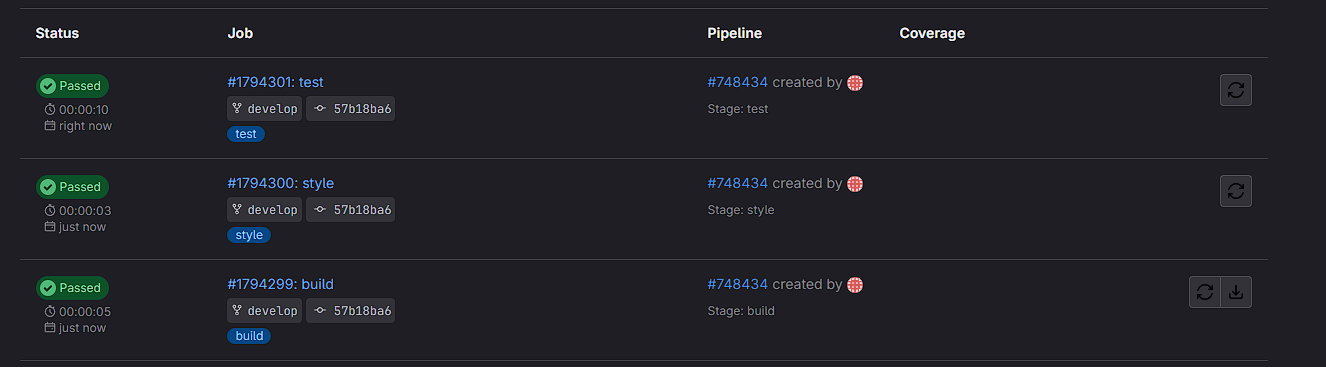 Status Job Pipeline Coverage
Passed #1794301: test #748434 created by
00:00:10 develop 57b18ba6 Stage: test
right now test
Passed #1794300: style #748434 created by
00:00:03 develop 57b18ba6 Stage: style
just now style
Passed #1794299: build #748434 created by
00:00:05 develop 57b18ba6 Stage: build
just now build